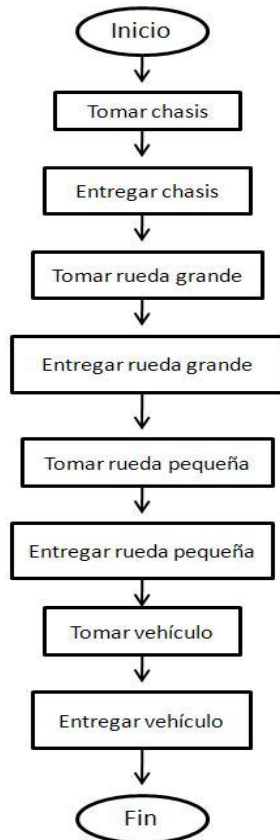 Inicio
Tomar chasis
Entregar chasis
Tomar rueda grande
Entregar rueda grande
Tomar rueda pequeña
Entregar rueda pequeña
Tomar vehículo
Entregar vehículo
Fin